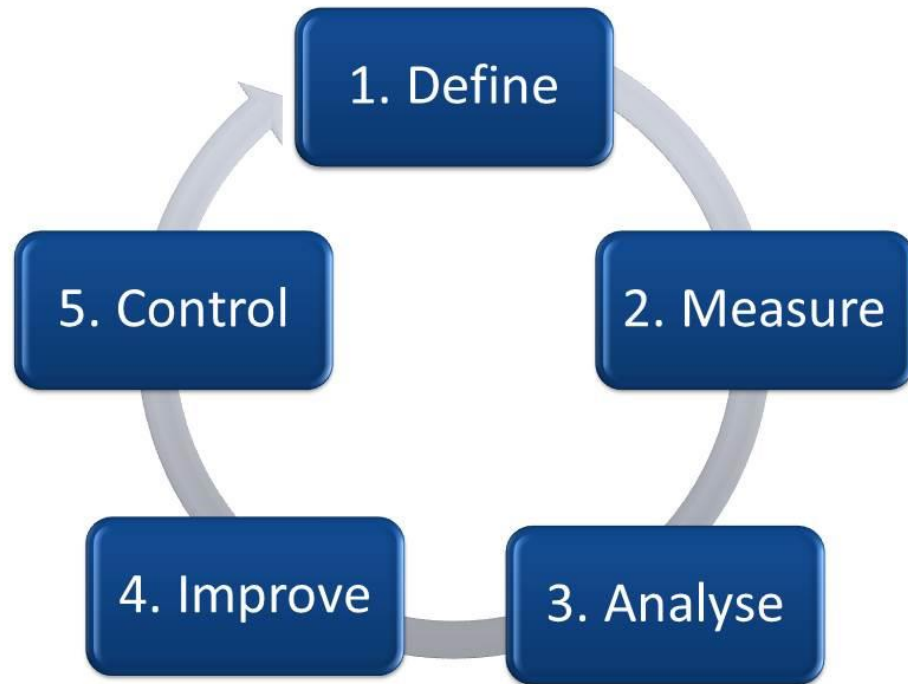 1. Define
2. Measure
3. Analyse
4. Improve
5. Control